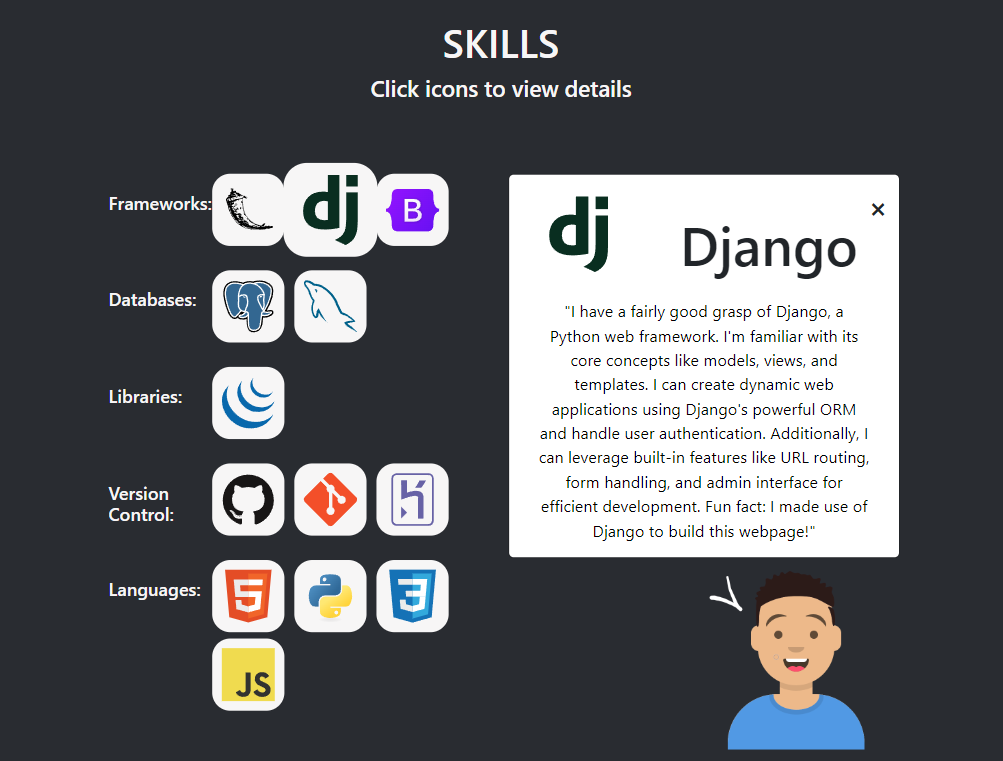 SKILLS
Click icons to view details
Frameworks:
dj
B
Databases:
Libraries:
Version
Control:
Languages:
5
3
JS
dj
×
Django
"I have a fairly good grasp of Django, a
Python web framework. I'm familiar with its
core concepts like models, views, and
templates. I can create dynamic web
applications using Django's powerful ORM
and handle user authentication. Additionally, I
can leverage built-in features like URL routing,
form handling, and admin interface for
efficient development. Fun fact: I made use of
Django to build this webpage!"